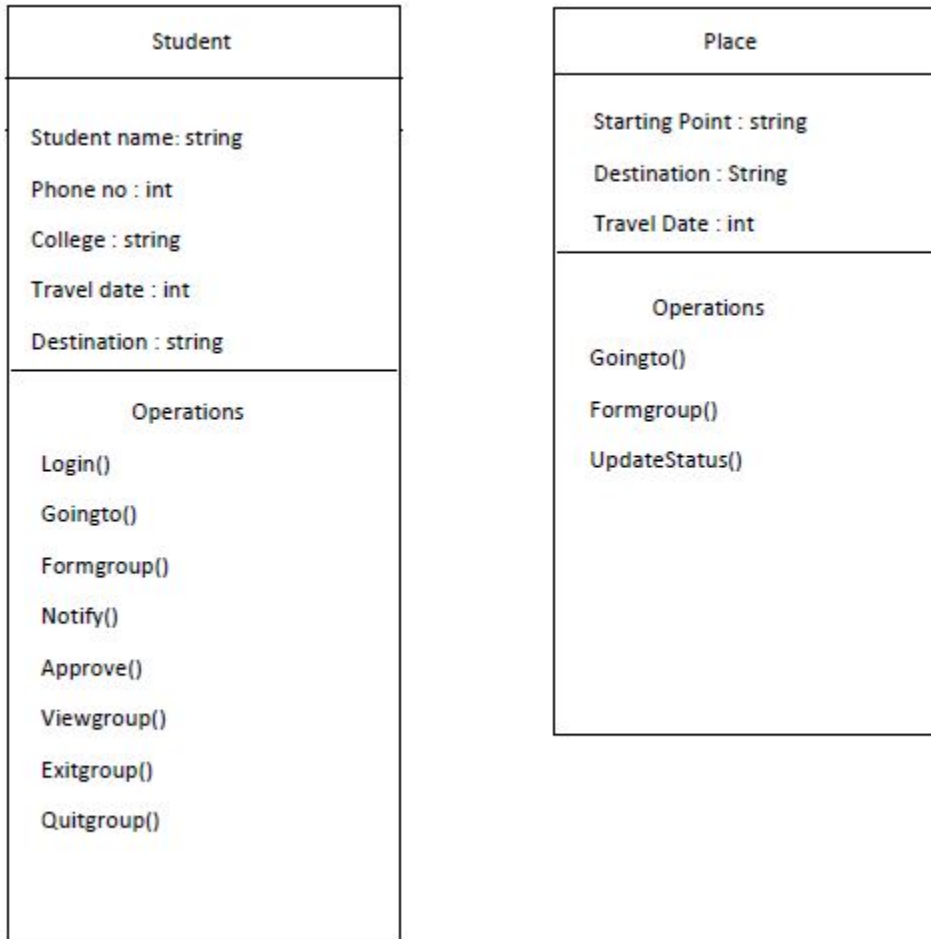 Student
Student name: string
Phone no : int
College : string
Travel date : int
Destination : string
Operations
Login()
Goingto()
Formgroup()
Notify()
Approve()
Viewgroup()
Exitgroup()
Quitgroup()
Place
Starting Point : string
Destination : String
Travel Date : int
Operations
Goingto()
Formgroup()
UpdateStatus()